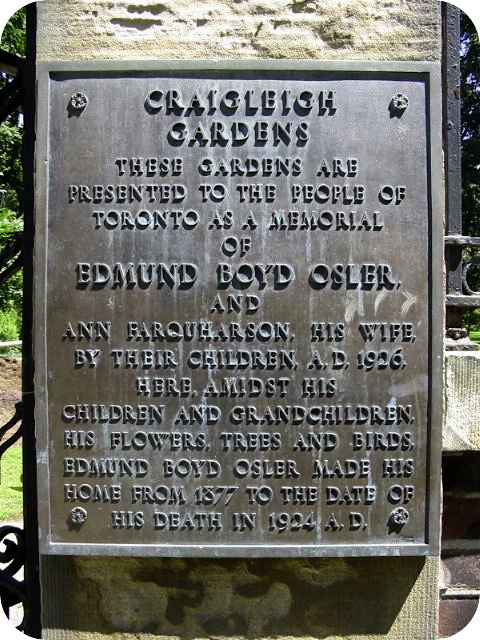 CRAIGLEIGH
GARDENS
THESE GARDENS ARE
PRESENTED TO THE PEOPLE OF
TORONTO AS A MEMORIAL
OF
EDMUND BOYD OSLER,
AND
ANN FARQUHARSON, HIS WIFE,
BY THEIR CHILDREN, A.D. 1926.
HERE, AMIDST HIS
CHILDREN AND GRANDCHILDREN,
HIS FLOWERS, TREES AND BIRDS,
EDMUND BOYD OSLER MADE HIS
HOME FROM 1877 TO THE DATE OF
HIS DEATH IN 1924 A.D.